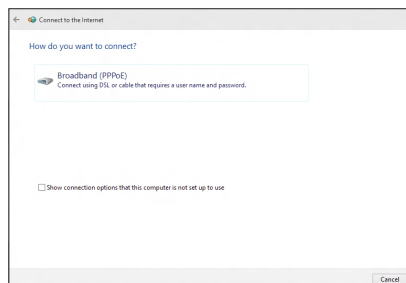 Connect to the Internet
How do you want to connect?
Broadband (PPPoE)
Connect using DSL or cable that requires a user name and password.
Show connection options that this computer is not set up to use
Cancel